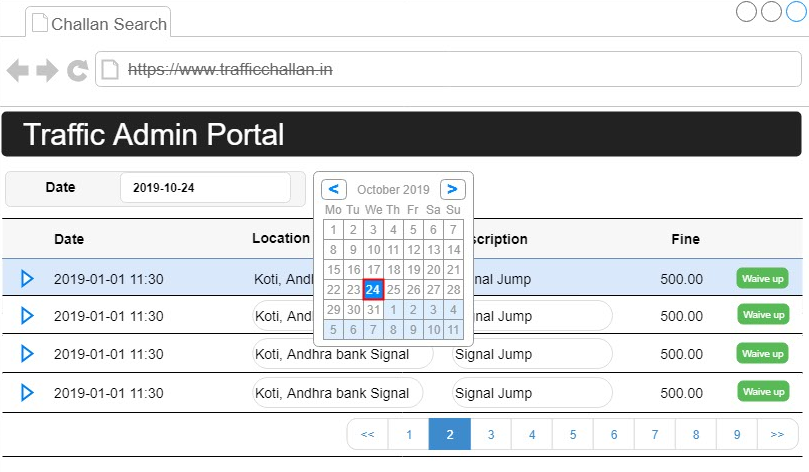 Challan Search
https://www.trafficchallan.in
Traffic Admin Portal
Date 2019-10-24
< October 2019 >
Mo Tu We Th Fr Sa Su
1 2 3 4 5 6 7
8 9 10 11 12 13 14
15 16 17 18 19 20 21
22 23 24 25 26 27 28
29 30 31 1 2 3 4
5 6 7 8 9 10 11
Date Location cription Fine
2019-01-01 11:30 Koti, Andh nal Jump 500.00 Waive up
2019-01-01 11:30 Koti, And nal Jump 500.00 Waive up
2019-01-01 11:30 Koti, Andhra bank Signal Signal Jump 500.00 Waive up
2019-01-01 11:30 Koti, Andhra bank Signal Signal Jump 500.00 Waive up
<< 1 2 3 4 5 6 7 8 9 >>